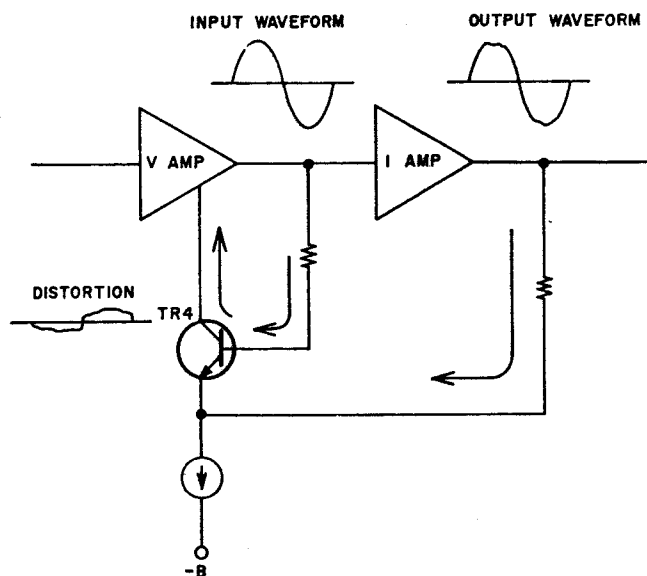 INPUT WAVEFORM
OUTPUT WAVEFORM
V AMP
I AMP
DISTORTION
TR4
-B